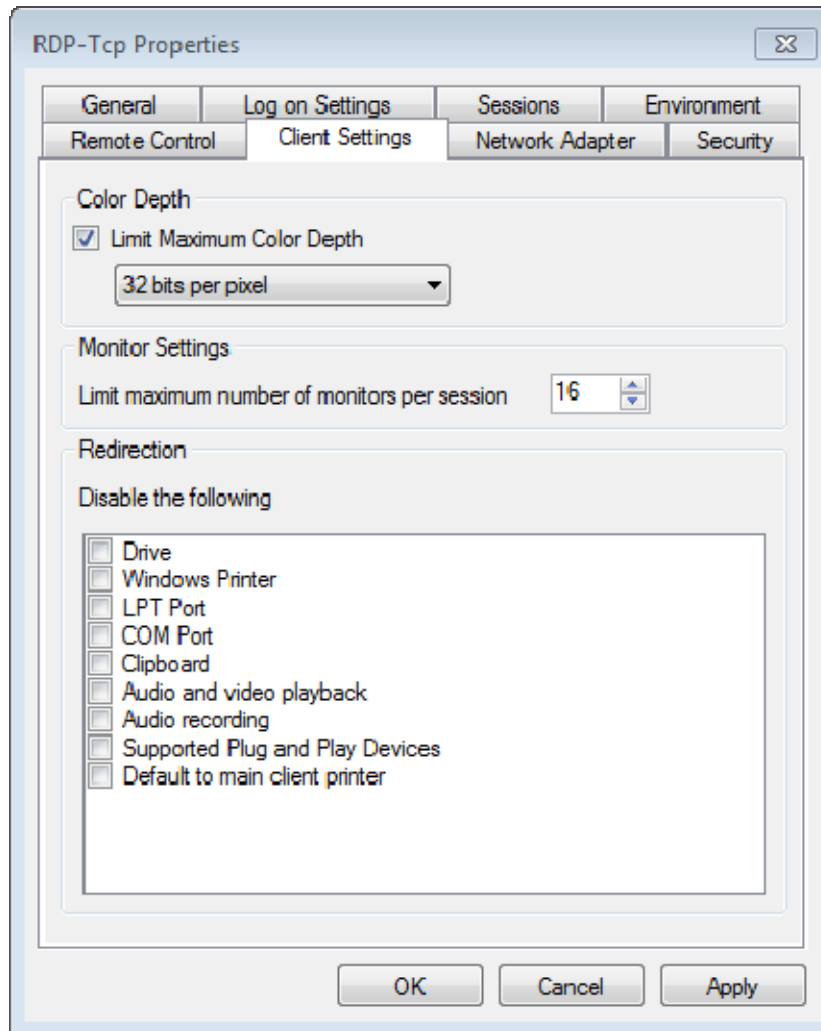 RDP-Tcp Properties
General Log on Settings Sessions Environment
Remote Control Client Settings Network Adapter Security
Color Depth
Limit Maximum Color Depth
32 bits per pixel
Monitor Settings
Limit maximum number of monitors per session 16
Redirection
Disable the following
Drive
Windows Printer
LPT Port
COM Port
Clipboard
Audio and video playback
Audio recording
Supported Plug and Play Devices
Default to main client printer
OK Cancel Apply